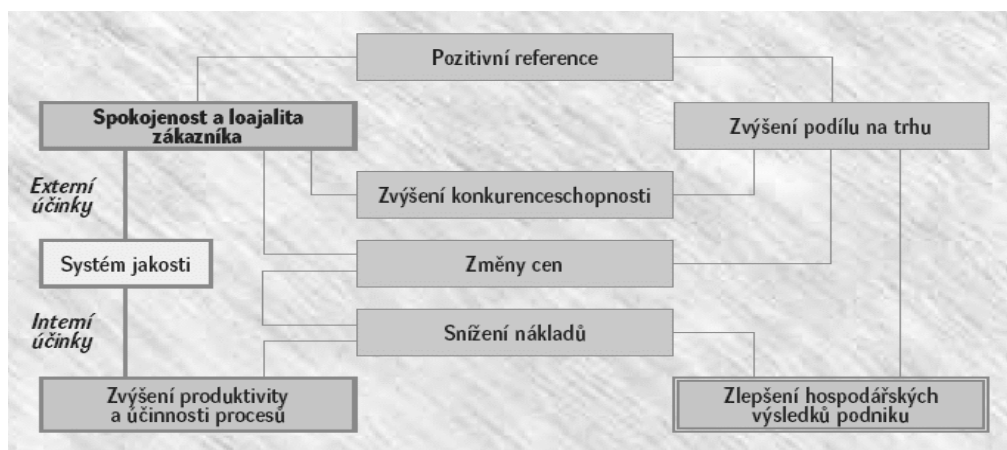 Pozitivní reference
Spokojenost a loajalita
zákazníka
Zvýšení podílu na trhu
Externí
účinky
Zvýšení konkurenceschopnosti
Systém jakosti
Změny cen
Interní
účinky
Snížení nákladů
Zvýšení produktivity
a účinnosti procesů
Zlepšení hospodářských
výsledků podniku